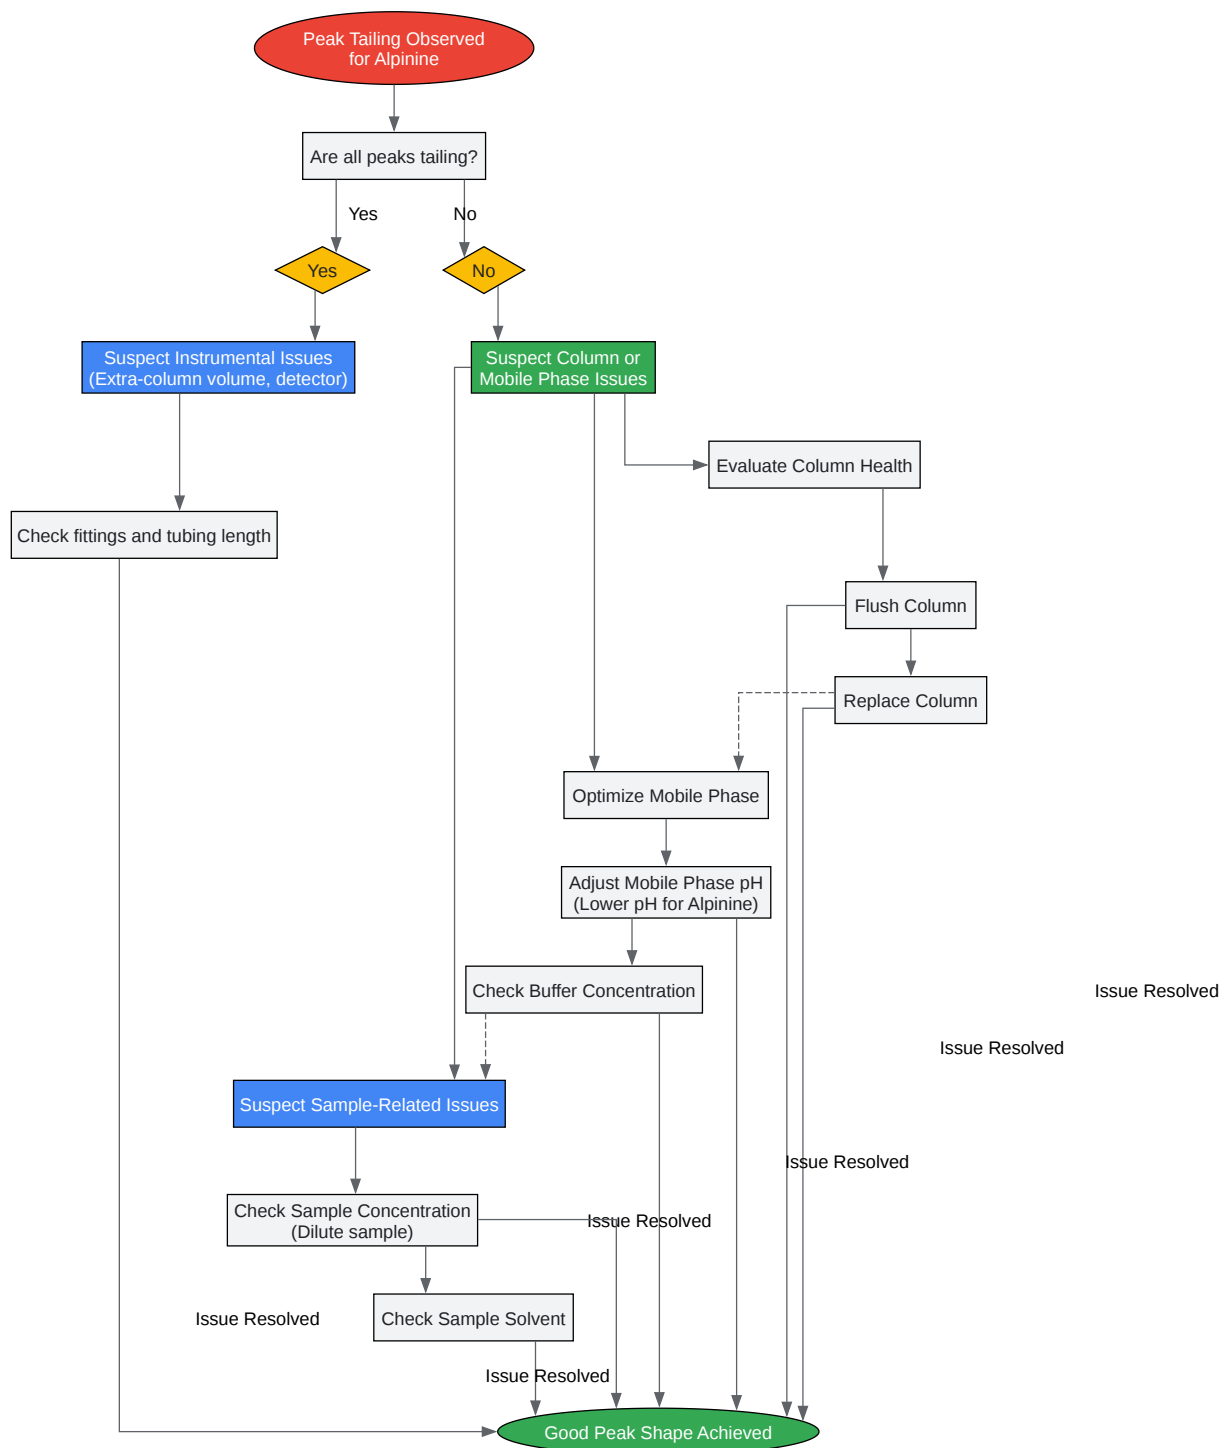 Peak Tailing Observed
for Alpinine
Are all peaks tailing?
Yes
No
Yes
No
Suspect Instrumental Issues
(Extra-column volume, detector)
Suspect Column or
Mobile Phase Issues
Evaluate Column Health
Check fittings and tubing length
Flush Column
Replace Column
Optimize Mobile Phase
Adjust Mobile Phase pH
(Lower pH for Alpinine)
Check Buffer Concentration
Issue Resolved
Issue Resolved
Suspect Sample-Related Issues
Issue Resolved
Check Sample Concentration
(Dilute sample)
Issue Resolved
Issue Resolved
Check Sample Solvent
Issue Resolved
Good Peak Shape Achieved